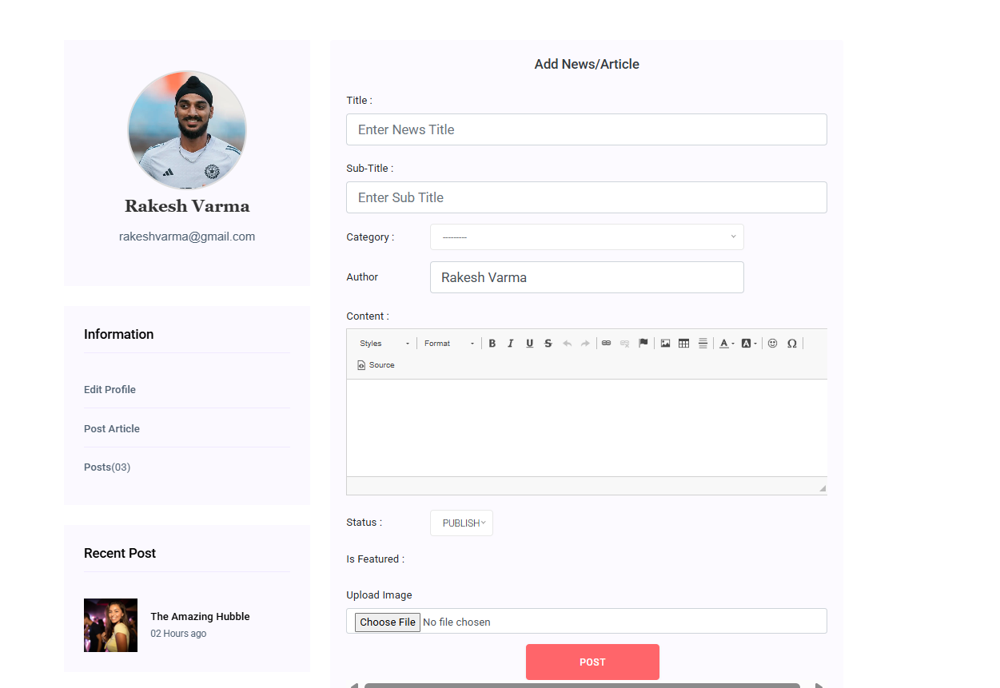 Rakesh Varma
rakeshvarma@gmail.com
Information
Edit Profile
Post Article
Posts(03)
Recent Post
The Amazing Hubble
02 Hours ago
Add News/Article
Title :
Enter News Title
Sub-Title :
Enter Sub Title
Category :
---------
Author
Rakesh Varma
Content :
Styles Format B I U S A A Ω
Source
Status :
PUBLISH
Is Featured :
Upload Image
Choose File No file chosen
POST